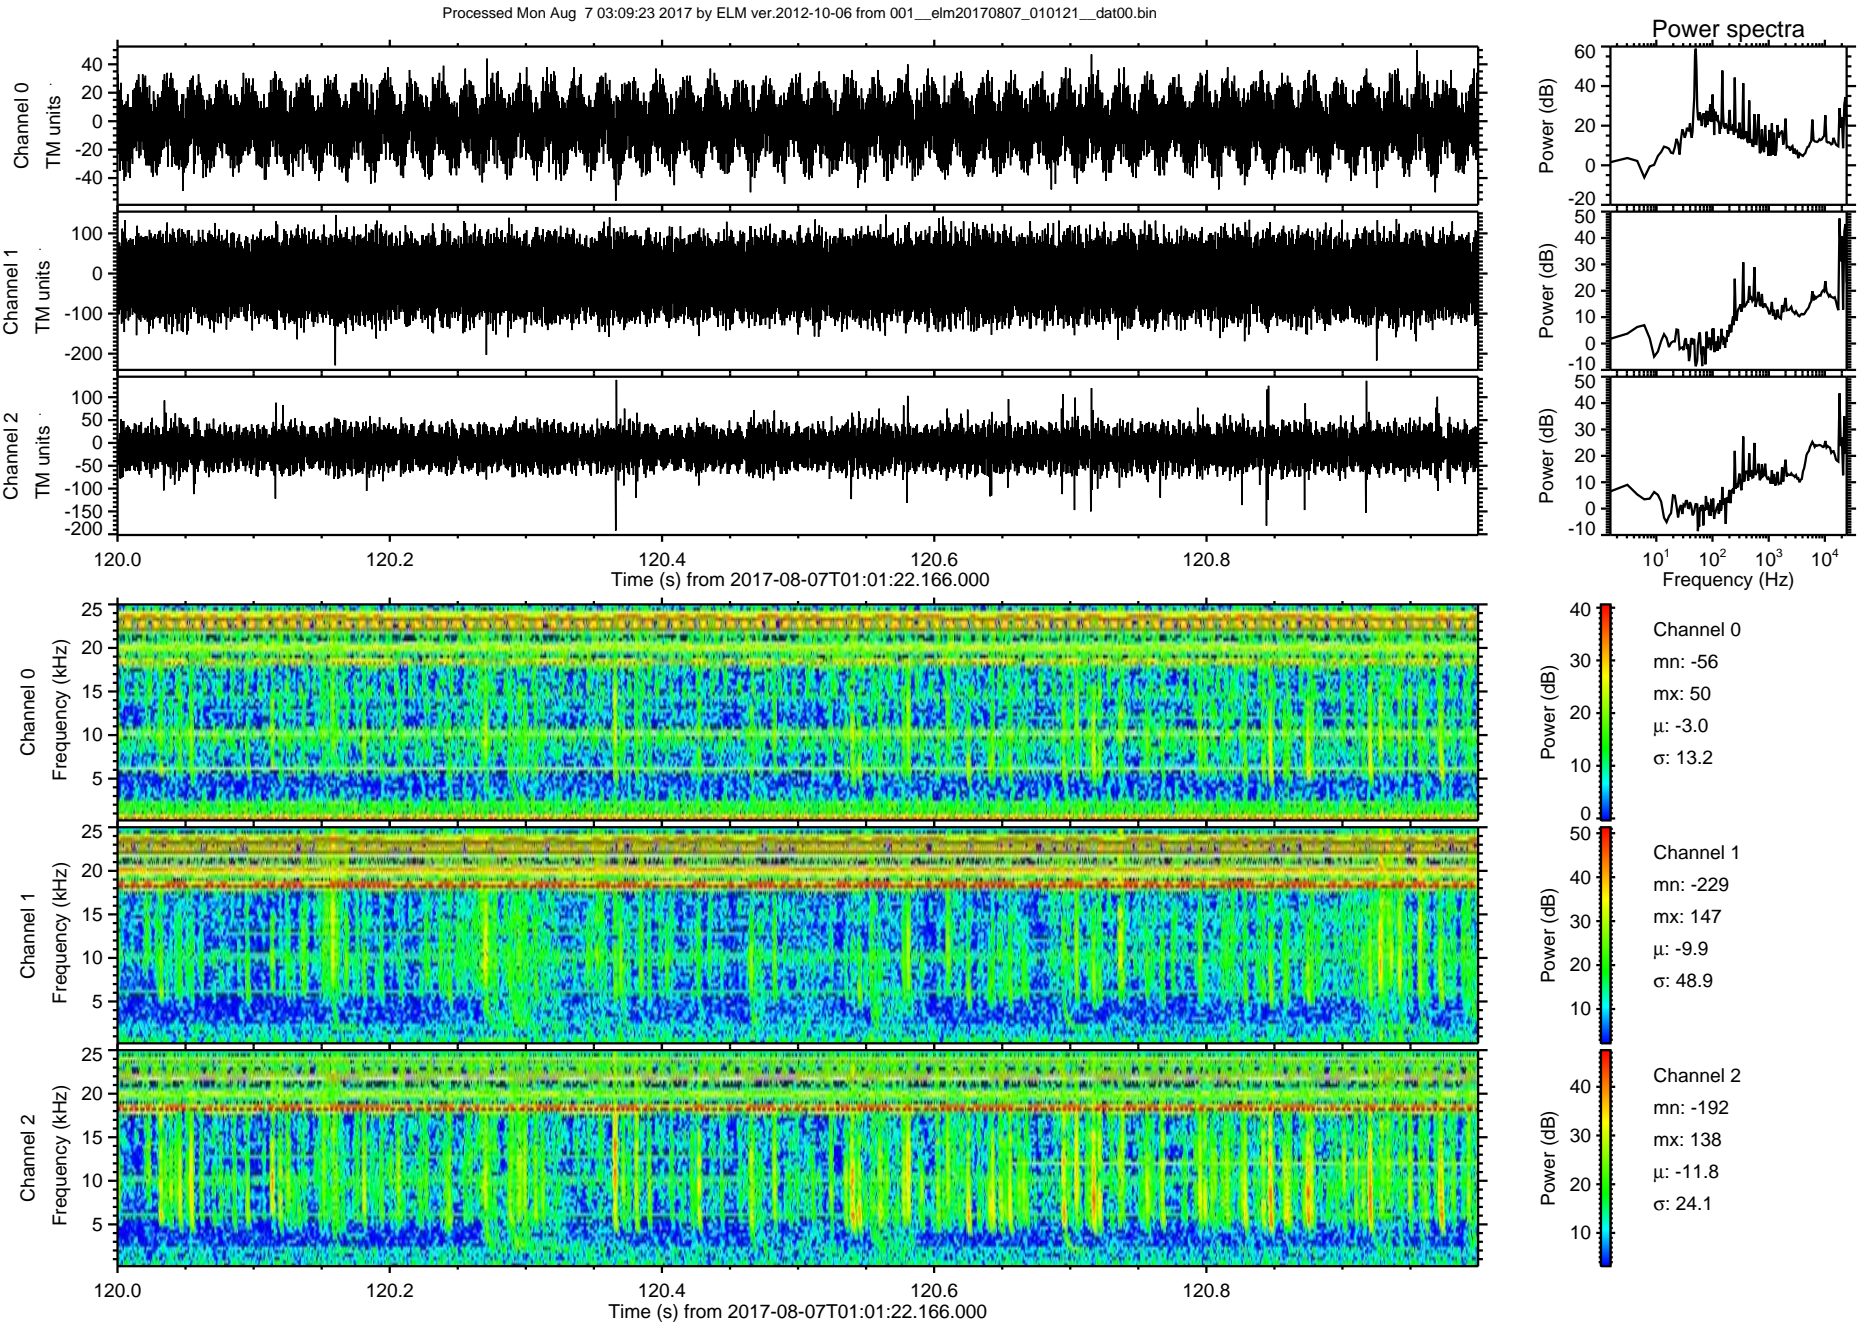 Processed Mon Aug 7 03:09:23 2017 by ELM ver.2012-10-06 from 001__elm20170807_010121__dat00.bin
Power spectra
Channel 0
TM units
40
20
0
-20
-40
Power (dB)
60
40
20
0
-20
Channel 1
TM units
100
0
-100
-200
Power (dB)
50
40
30
20
10
0
-10
Channel 2
TM units
100
50
0
-50
-100
-150
-200
Power (dB)
50
40
30
20
10
0
-10
120.0 120.2 120.4 120.6 120.8
Time (s) from 2017-08-07T01:01:22.166.000
10¹ 10² 10³ 10⁴
Frequency (Hz)
Channel 0
Frequency (kHz)
25
20
15
10
5
Power (dB)
40
30
20
10
0
Channel 0
mn: -56
mx: 50
μ: -3.0
σ: 13.2
Channel 1
Frequency (kHz)
25
20
15
10
5
Power (dB)
50
40
30
20
10
Channel 1
mn: -229
mx: 147
μ: -9.9
σ: 48.9
Channel 2
Frequency (kHz)
25
20
15
10
5
Power (dB)
40
30
20
10
Channel 2
mn: -192
mx: 138
μ: -11.8
σ: 24.1
120.0 120.2 120.4 120.6 120.8
Time (s) from 2017-08-07T01:01:22.166.000